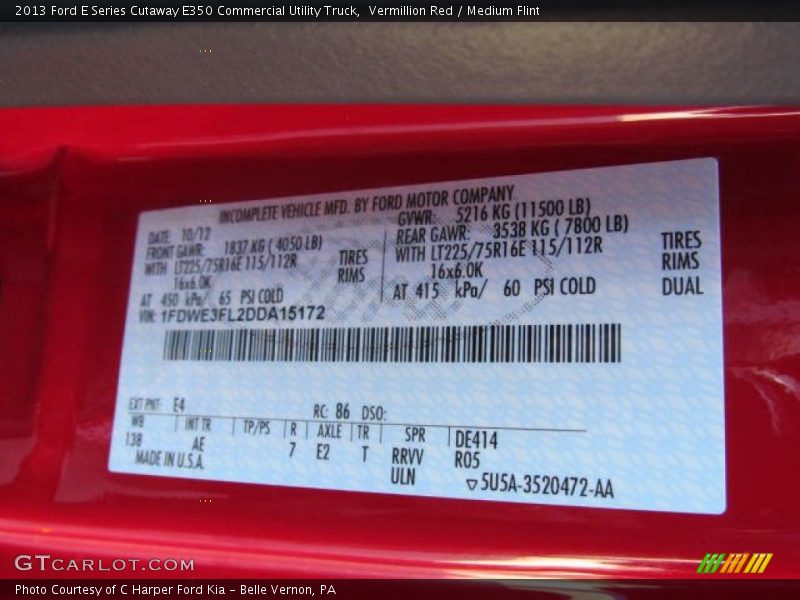 2013 Ford E Series Cutaway E350 Commercial Utility Truck,  Vermillion Red / Medium Flint
INCOMPLETE VEHICLE MFD. BY FORD MOTOR COMPANY
DATE: 10/12
GVWR: 5216 KG (11500 LB)
FRONT GAWR: 1837 KG (4050 LB)
REAR GAWR: 3538 KG (7800 LB)
WITH LT225/75R16E 115/112R TIRES
WITH LT225/75R16E 115/112R TIRES
16x6.0K RIMS
16x6.0K RIMS
AT 450 kPa/ 65 PSI COLD
AT 415 kPa/ 60 PSI COLD DUAL
VIN: 1FDWE3FL2DDA15172
EXT PNT: E4 RC: 86 DSO:
WB INT TR TP/PS R AXLE TR SPR DE414
138 AE 7 E2 T RRVV R05
MADE IN U.S.A. ULN ▽5U5A-3520472-AA
GTCARLOT.COM
Photo Courtesy of C Harper Ford Kia - Belle Vernon, PA